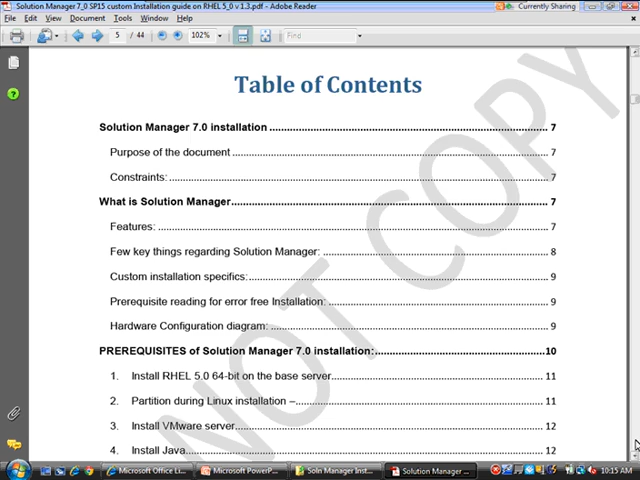 Solution Manager 7_0 SP15 custom Installation guide on RHEL 5_0 v 1.3.pdf - Adobe Reader
Currently Sharing
File Edit View Document Tools Window Help
5 / 44 102% Find
Table of Contents
Solution Manager 7.0 installation 7
Purpose of the document 7
Constraints: 7
What is Solution Manager 7
Features: 7
Few key things regarding Solution Manager: 8
Custom installation specifics: 9
Prerequisite reading for error free Installation: 9
Hardware Configuration diagram: 9
PREREQUISITES of Solution Manager 7.0 installation: 10
1. Install RHEL 5.0 64-bit on the base server 11
2. Partition during Linux installation – 11
3. Install VMware server 12
4. Install Java 12
NOT COPY
Microsoft Office Li... Microsoft PowerP... Soln Manager Inst... Solution Manager ... 10:15 AM